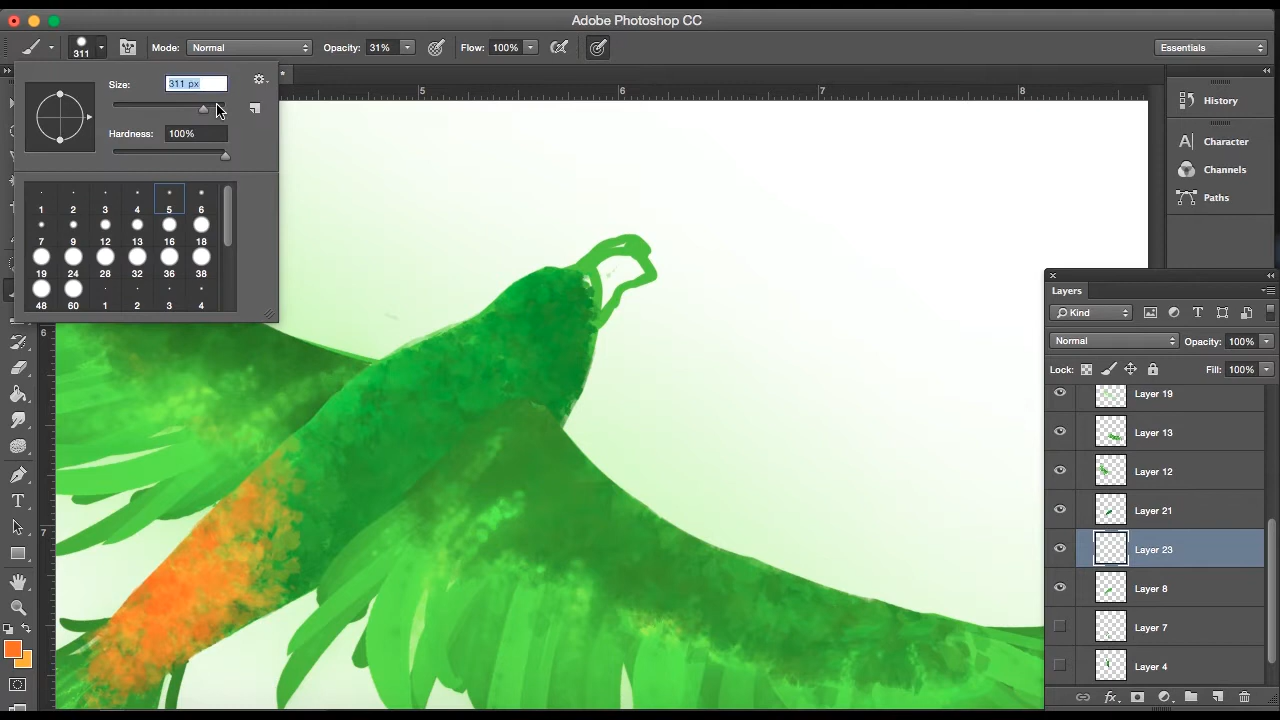 Adobe Photoshop CC
311 Mode: Normal Opacity: 31% Flow: 100% Essentials
Size: 311 px
*
5 6 7 8
Hardness: 100%
History
Character
Channels
Paths
1 2 3 4 5 6
7 9 12 13 16 18
19 24 28 32 36 38
48 60 1 2 3 4
6
7
Layers
Kind
Normal Opacity: 100%
Lock: Fill: 100%
Layer 19
Layer 13
Layer 12
Layer 21
Layer 23
Layer 8
Layer 7
Layer 4